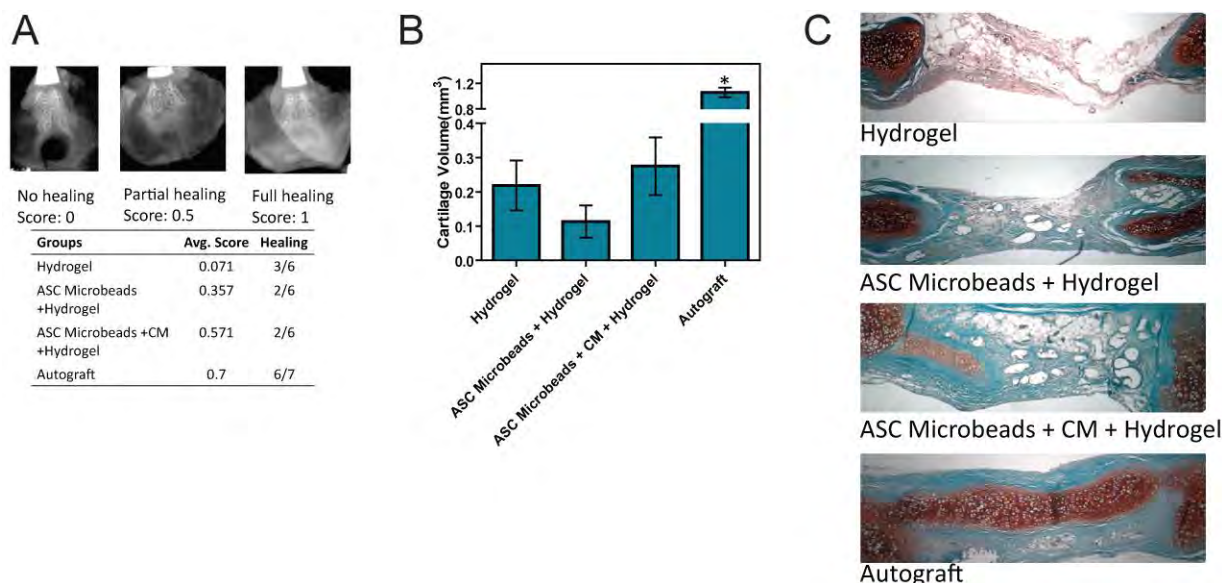 A
No healing
Score: 0
Partial healing
Score: 0.5
Full healing
Score: 1
Groups Avg. Score Healing
Hydrogel 0.071 3/6
ASC Microbeads
+Hydrogel 0.357 2/6
ASC Microbeads +CM
+Hydrogel 0.571 2/6
Autograft 0.7 6/7
B
Cartilage Volume(mm³)
1.2
0.8
0.4
0.3
0.2
0.1
0.0
*
Hydrogel
ASC Microbeads + Hydrogel
ASC Microbeads + CM + Hydrogel
Autograft
C
Hydrogel
ASC Microbeads + Hydrogel
ASC Microbeads + CM + Hydrogel
Autograft